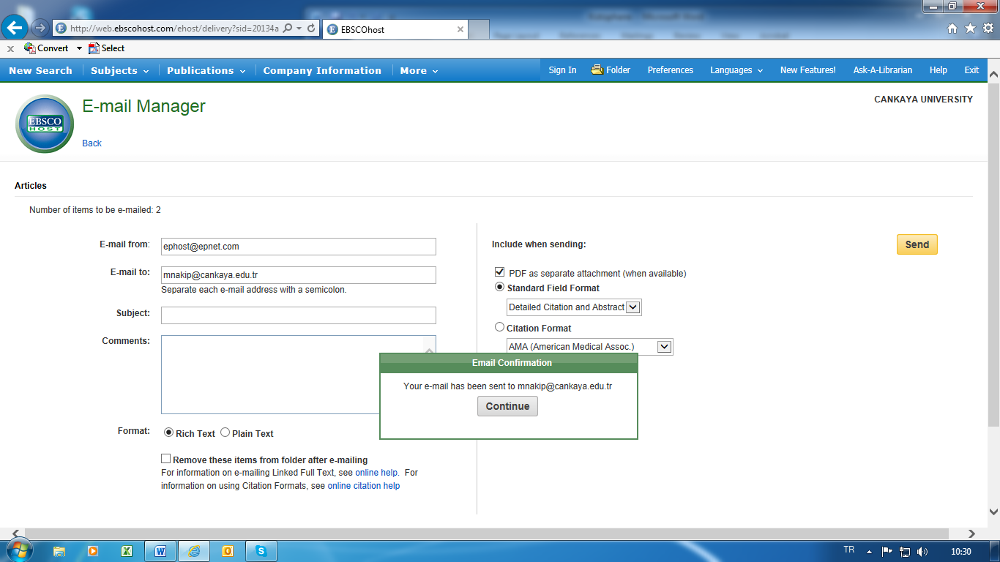 http://web.ebscohost.com/ehost/delivery?sid=20134a
EBSCOhost
Convert Select
New Search Subjects Publications Company Information More Sign In Folder Preferences Languages New Features! Ask-A-Librarian Help Exit
EBSCO
HOST
E-mail Manager
CANKAYA UNIVERSITY
Back
Articles
Number of items to be e-mailed: 2
E-mail from: ephost@epnet.com
Include when sending:
Send
E-mail to: mnakip@cankaya.edu.tr
PDF as separate attachment (when available)
Separate each e-mail address with a semicolon.
Standard Field Format
Detailed Citation and Abstract
Subject:
Citation Format
Comments:
AMA (American Medical Assoc.)
Email Confirmation
Your e-mail has been sent to mnakip@cankaya.edu.tr
Continue
Format: Rich Text Plain Text
Remove these items from folder after e-mailing
For information on e-mailing Linked Full Text, see online help. For
information on using Citation Formats, see online citation help
TR 10:30